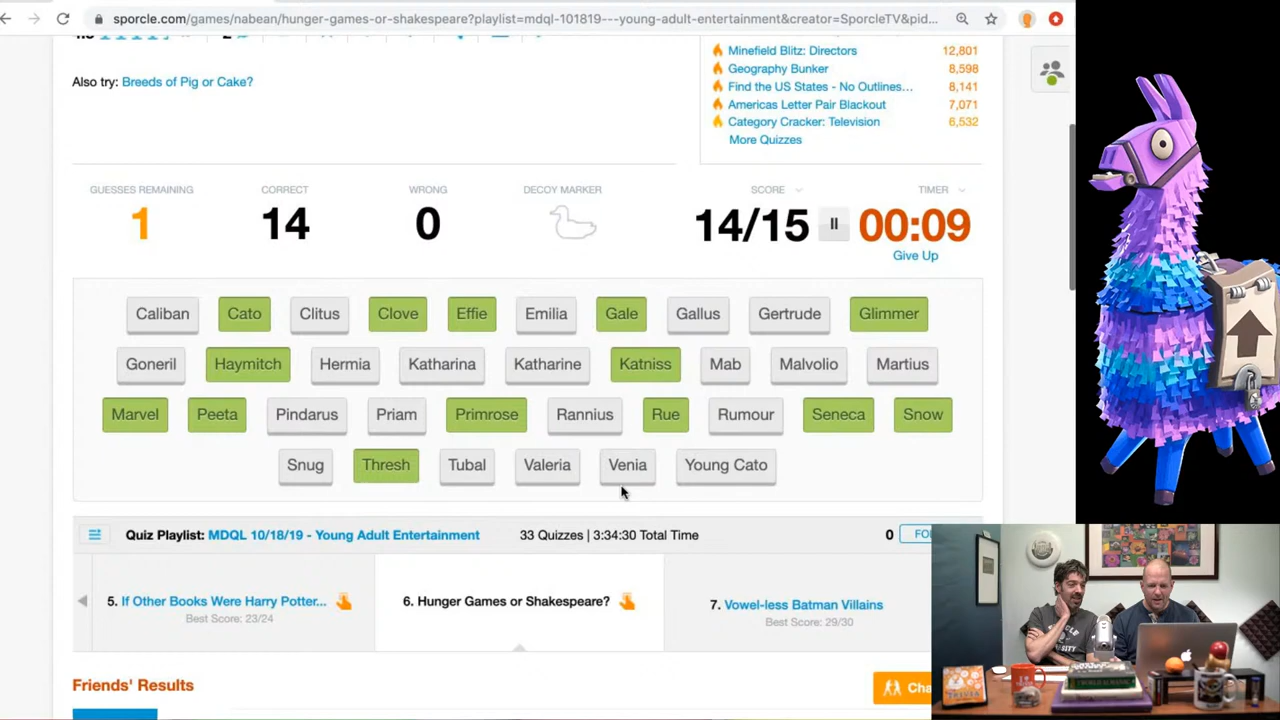 sporcle.com/games/nabean/hunger-games-or-shakespeare?playlist=mdql-101819---young-adult-entertainment&creator=SporcleTV&pid...
Also try: Breeds of Pig or Cake?
Minefield Blitz: Directors 12,801
Geography Bunker 8,598
Find the US States - No Outlines... 8,141
Americas Letter Pair Blackout 7,071
Category Cracker: Television 6,532
More Quizzes
GUESSES REMAINING CORRECT WRONG DECOY MARKER SCORE TIMER
1 14 0 14/15 00:09
Give Up
Caliban Cato Clitus Clove Effie Emilia Gale Gallus Gertrude Glimmer
Goneril Haymitch Hermia Katharina Katharine Katniss Mab Malvolio Martius
Marvel Peeta Pindarus Priam Primrose Rannius Rue Rumour Seneca Snow
Snug Thresh Tubal Valeria Venia Young Cato
Quiz Playlist: MDQL 10/18/19 - Young Adult Entertainment 33 Quizzes | 3:34:30 Total Time 0 FO
5. If Other Books Were Harry Potter... 6. Hunger Games or Shakespeare? 7. Vowel-less Batman Villains
Best Score: 23/24 Best Score: 29/30
Friends' Results Cha
TRIVIA